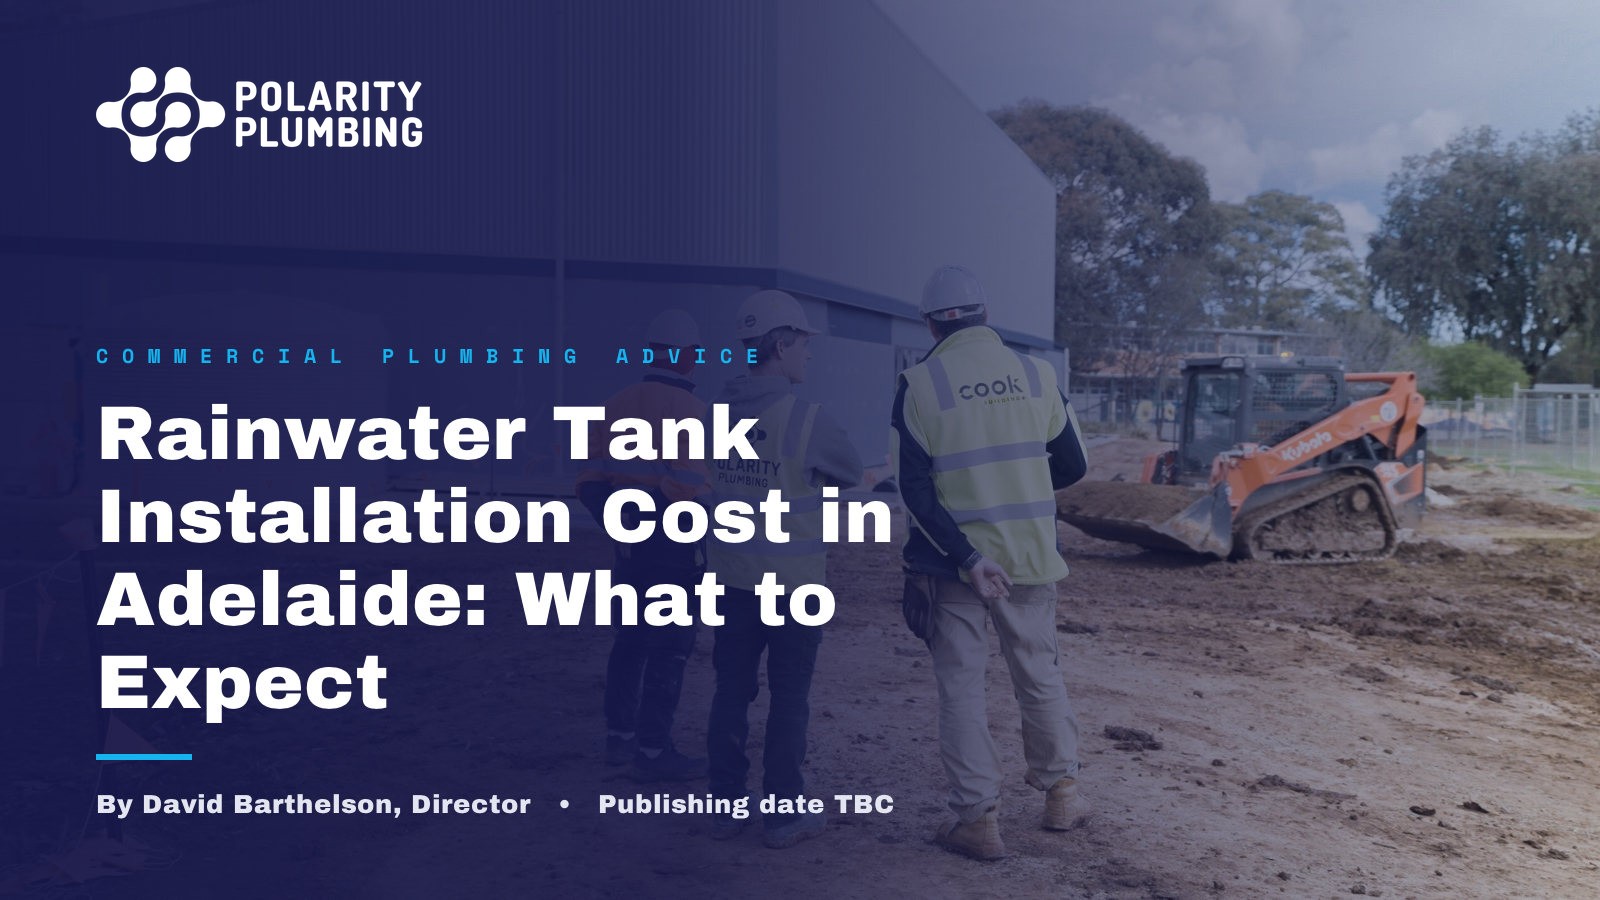 POLARITY
PLUMBING
COMMERCIAL PLUMBING ADVICE
Rainwater Tank
Installation Cost in
Adelaide: What to
Expect
By David Barthelson, Director • Publishing date TBC
cook
BUILDING
POLARITY
PLUMBING
Kubota